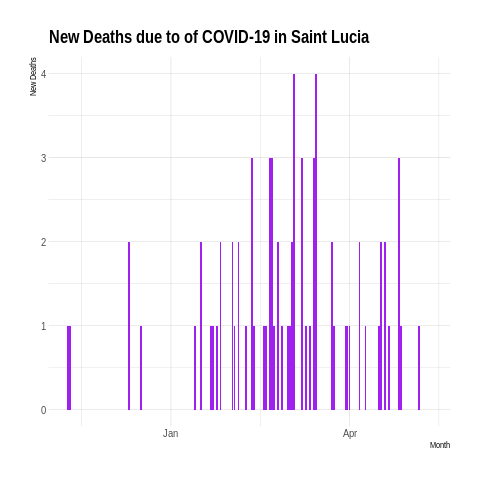 New Deaths due to of COVID-19 in Saint Lucia
New Deaths
4
3
2
1
0
Jan
Apr
Month